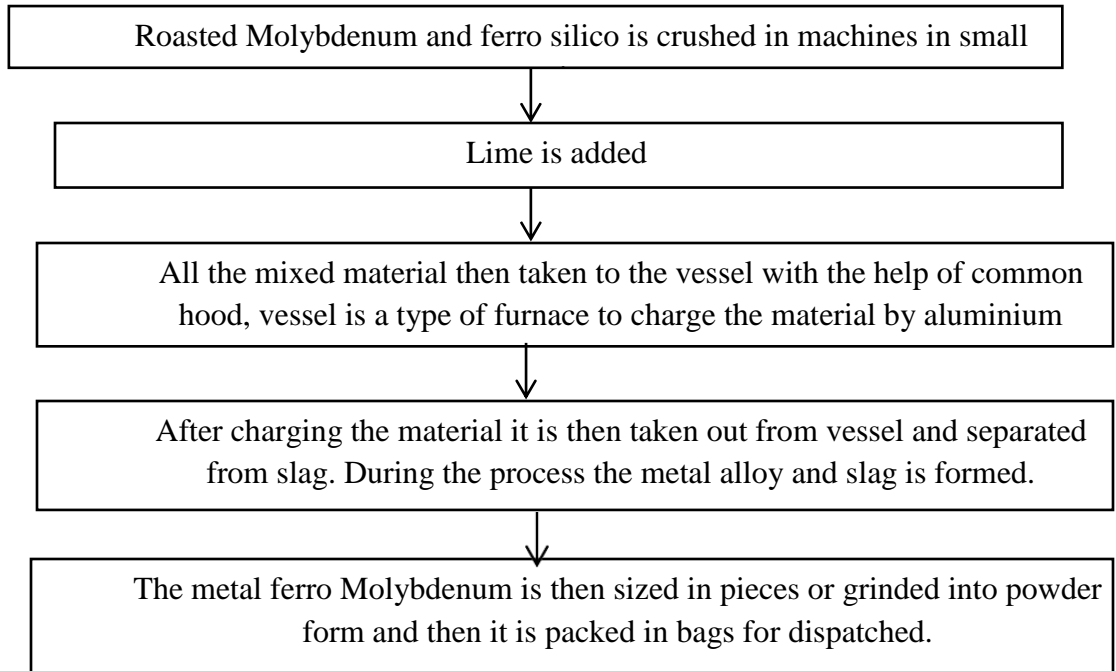 Roasted Molybdenum and ferro silico is crushed in machines in small
Lime is added
All the mixed material then taken to the vessel with the help of common
hood, vessel is a type of furnace to charge the material by aluminium
After charging the material it is then taken out from vessel and separated
from slag. During the process the metal alloy and slag is formed.
The metal ferro Molybdenum is then sized in pieces or grinded into powder
form and then it is packed in bags for dispatched.